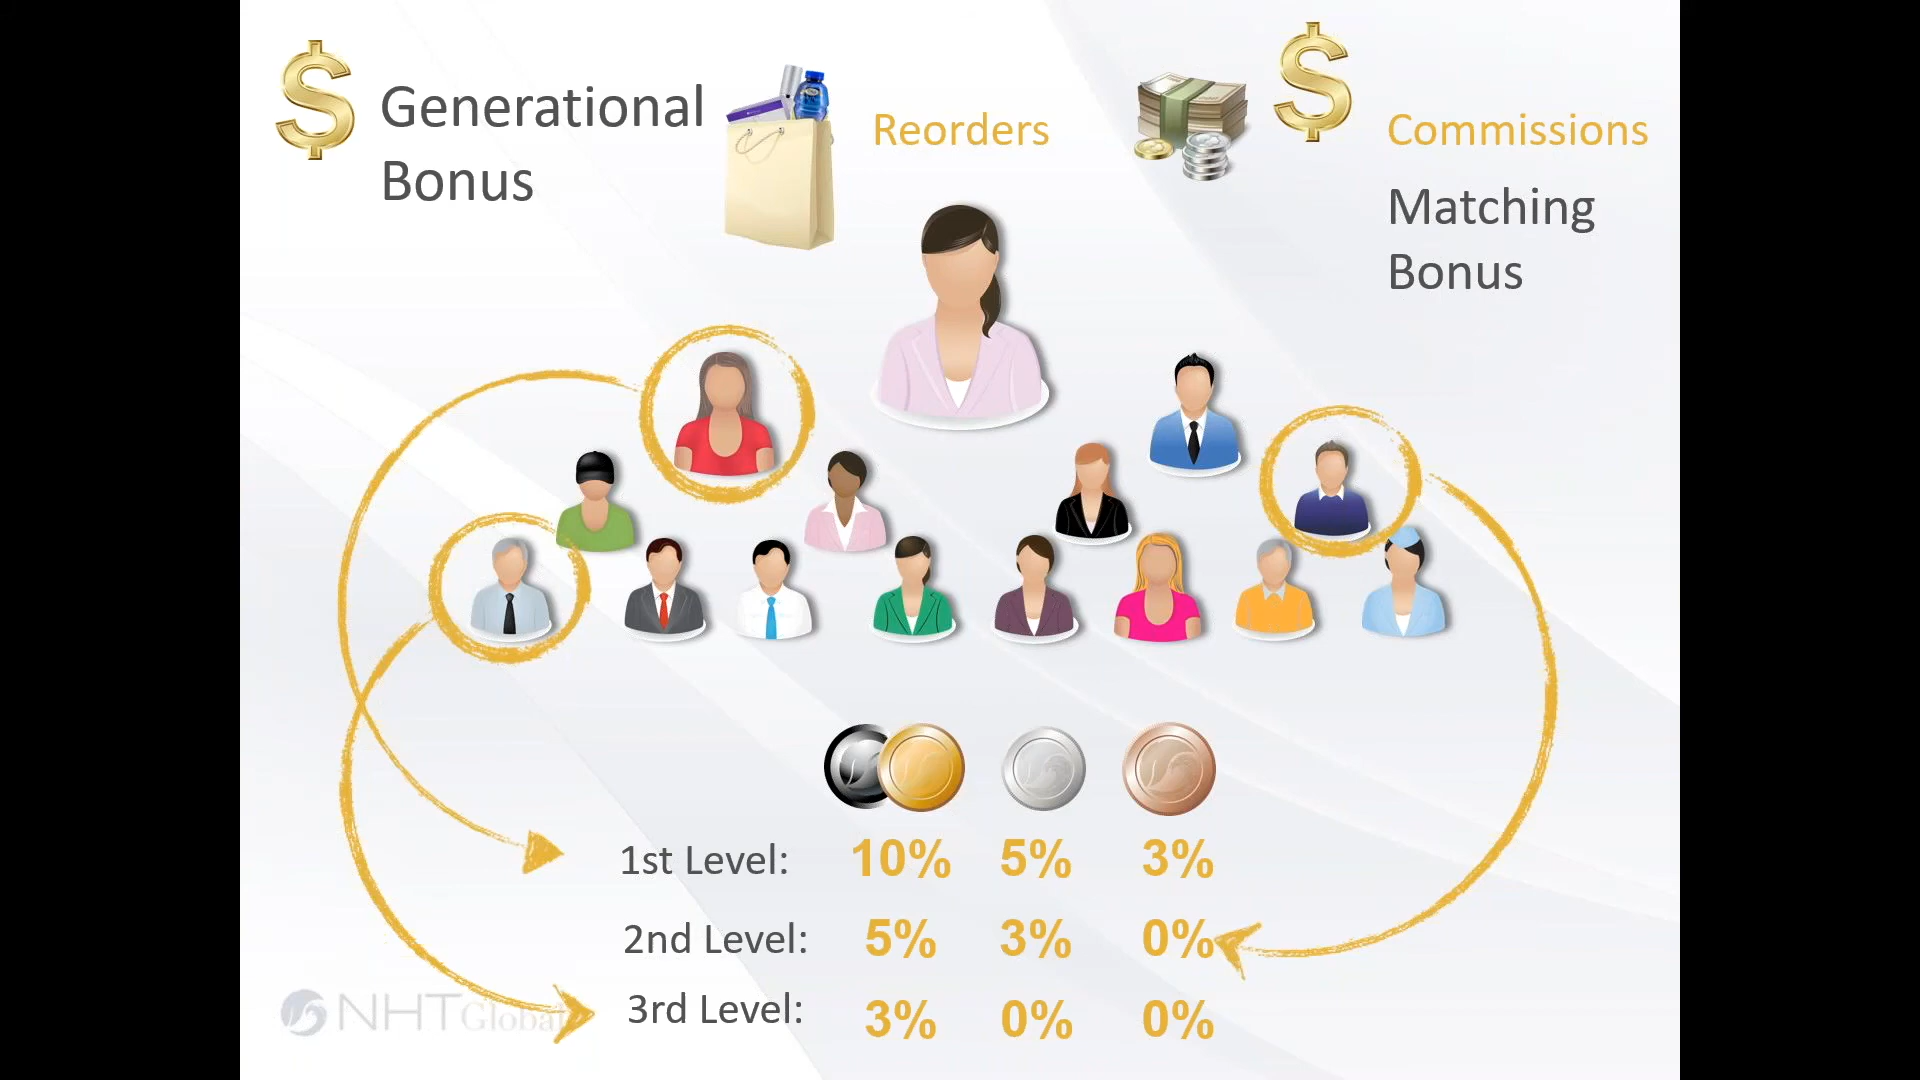 Generational
Bonus
Reorders
Commissions
Matching
Bonus
1st Level: 10% 5% 3%
2nd Level: 5% 3% 0%
3rd Level: 3% 0% 0%
NHT Global